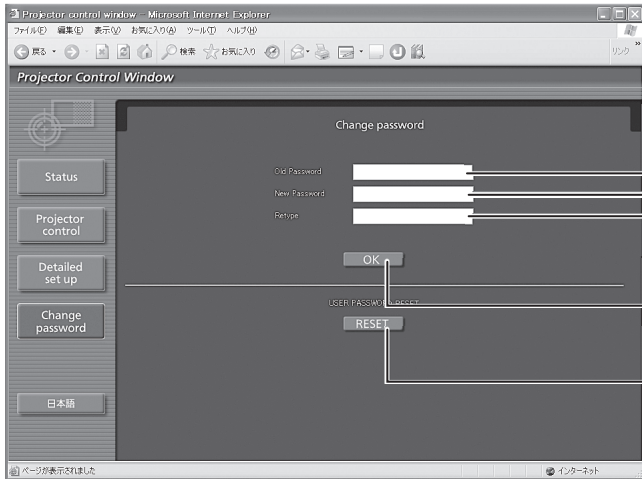 Projector control window - Microsoft Internet Explorer
ファイル(F) 編集(E) 表示(V) お気に入り(A) ツール(T) ヘルプ(H)
戻る 検索 お気に入り リンク »
Projector Control Window
Change password
Status
Projector
control
Detailed
set up
Change
password
日本語
Old Password
New Password
Retype
OK
USER PASSWORD RESET
RESET
ページが表示されました
インターネット